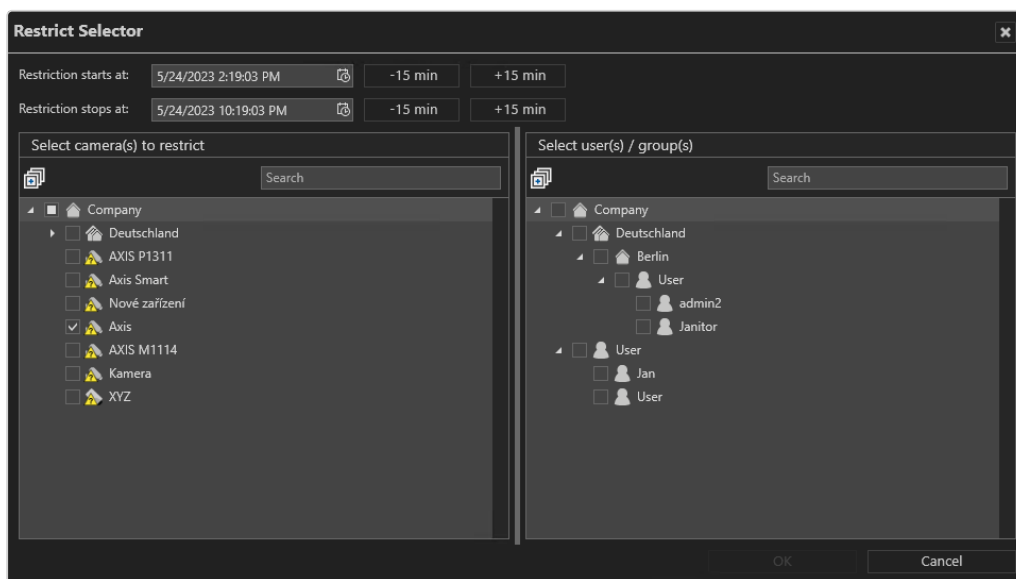 Restrict Selector
Restriction starts at: 5/24/2023 2:19:03 PM -15 min +15 min
Restriction stops at: 5/24/2023 10:19:03 PM -15 min +15 min
Select camera(s) to restrict
Search
Company
Deutschland
AXIS P1311
Axis Smart
Nové zařízení
Axis
AXIS M1114
Kamera
XYZ
Select user(s) / group(s)
Search
Company
Deutschland
Berlin
User
admin2
Janitor
User
Jan
User
OK Cancel